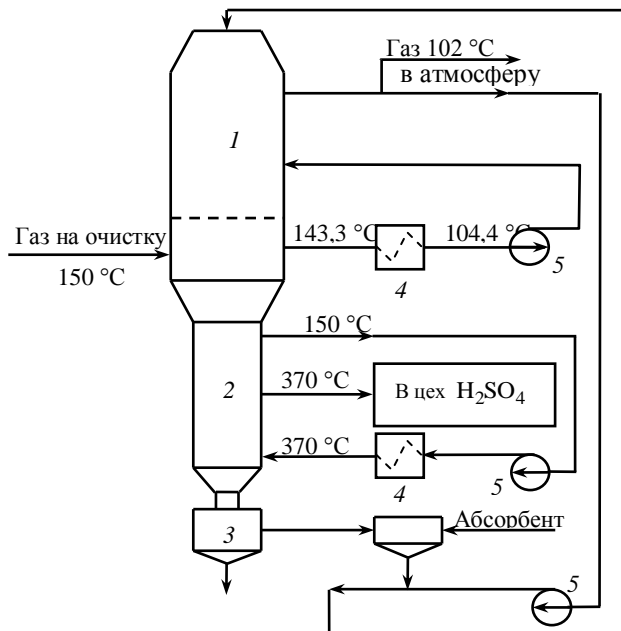 Газ 102 °C
в атмосферу
1
Газ на очистку
150 °C
143,3 °C
104,4 °C
4
5
150 °C
2
370 °C
В цех H₂SO₄
370 °C
4
5
3
Абсорбент
5